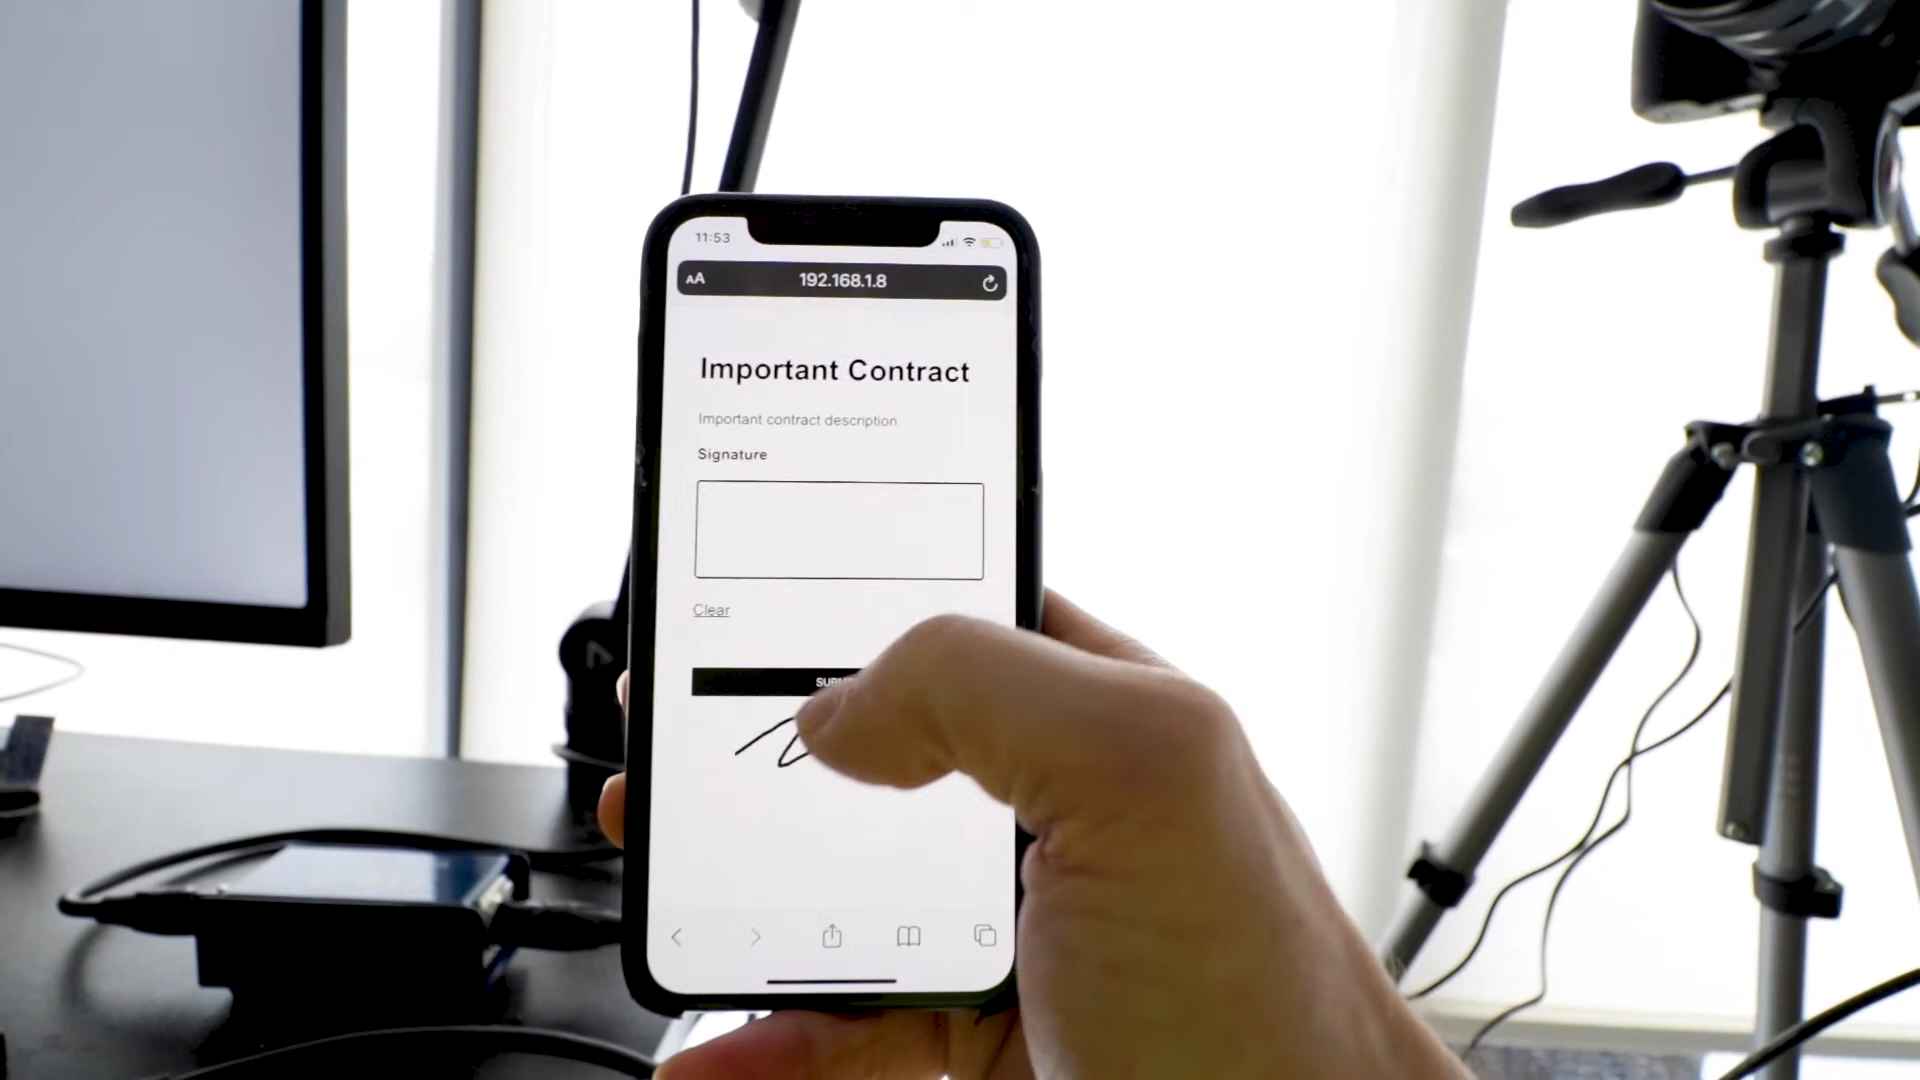 11:53
AA 192.168.1.8
Important Contract
Important contract description
Signature
Clear